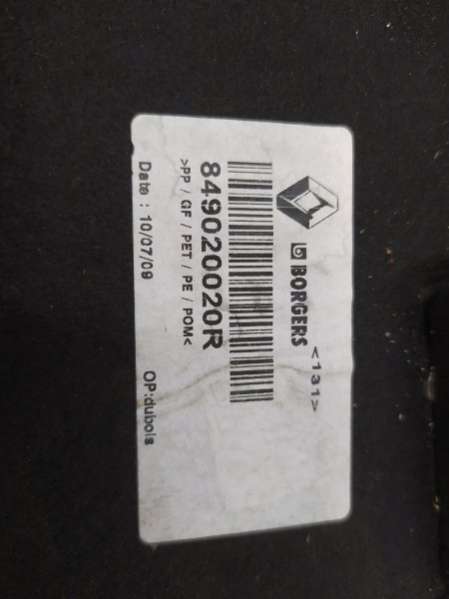 BORGERS
<131>
849020020R
>PP / GF / PET / PE / POM<
Date : 10/07/09
OP:dubois